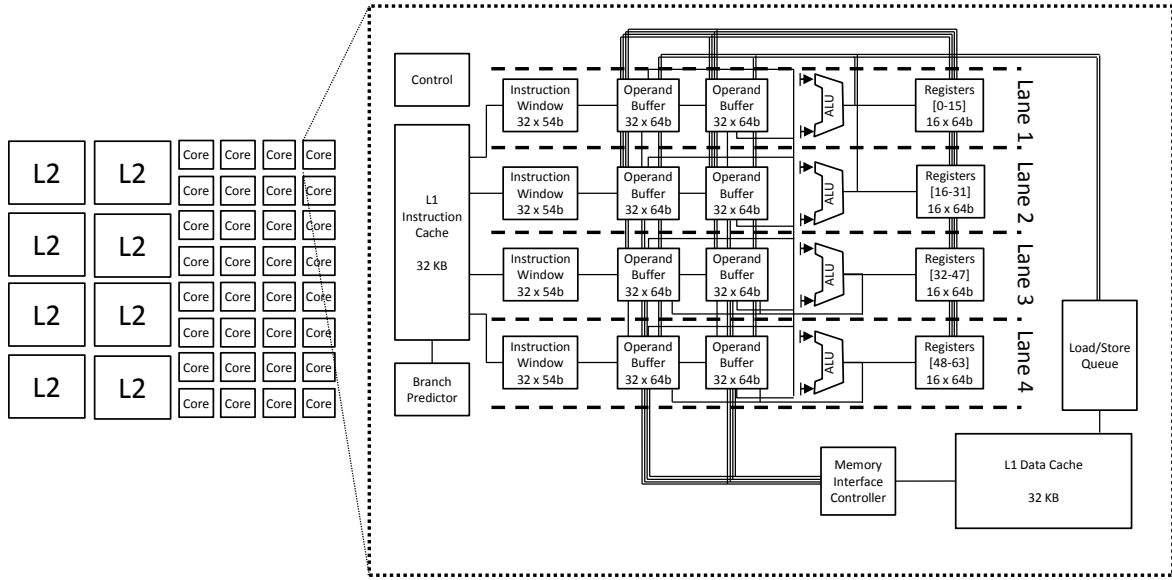 L2
L2
Core
Core
Core
Core
Core
Core
Core
Core
L2
L2
Core
Core
Core
Core
Core
Core
Core
Core
L2
L2
Core
Core
Core
Core
Core
Core
Core
Core
L2
L2
Core
Core
Core
Core
Core
Core
Core
Core
Control
L1
Instruction
Cache
32 KB
Branch
Predictor
Instruction
Window
32 x 54b
Operand
Buffer
32 x 64b
Operand
Buffer
32 x 64b
ALU
Registers
[0-15]
16 x 64b
Lane 1
Instruction
Window
32 x 54b
Operand
Buffer
32 x 64b
Operand
Buffer
32 x 64b
ALU
Registers
[16-31]
16 x 64b
Lane 2
Instruction
Window
32 x 54b
Operand
Buffer
32 x 64b
Operand
Buffer
32 x 64b
ALU
Registers
[32-47]
16 x 64b
Lane 3
Instruction
Window
32 x 54b
Operand
Buffer
32 x 64b
Operand
Buffer
32 x 64b
ALU
Registers
[48-63]
16 x 64b
Lane 4
Load/Store
Queue
Memory
Interface
Controller
L1 Data Cache
32 KB